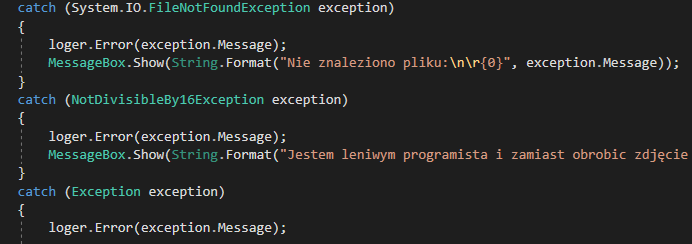 catch (System.IO.FileNotFoundException exception)
{
loger.Error(exception.Message);
MessageBox.Show(String.Format("Nie znaleziono pliku:\n\r{0}", exception.Message));
}
catch (NotDivisibleBy16Exception exception)
{
loger.Error(exception.Message);
MessageBox.Show(String.Format("Jestem leniwym programista i zamiast obrobic zdjęcie
}
catch (Exception exception)
{
loger.Error(exception.Message);